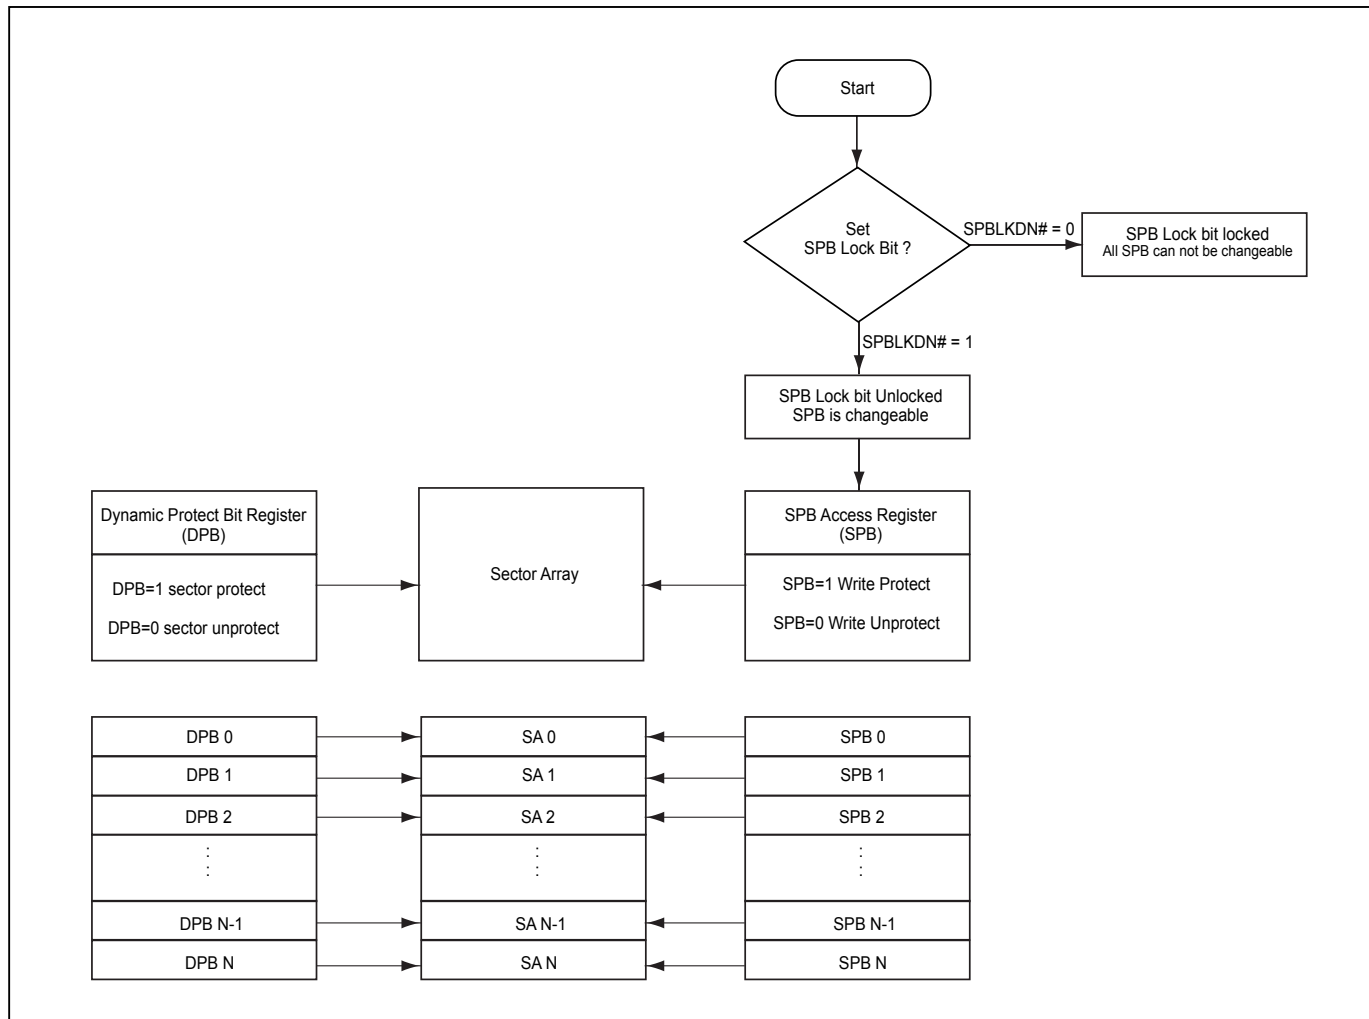 Start
Set
SPB Lock Bit ?
SPBLKDN# = 0
SPB Lock bit locked
All SPB can not be changeable
SPBLKDN# = 1
SPB Lock bit Unlocked
SPB is changeable
Dynamic Protect Bit Register
(DPB)
DPB=1 sector protect
DPB=0 sector unprotect
Sector Array
SPB Access Register
(SPB)
SPB=1 Write Protect
SPB=0 Write Unprotect
DPB 0
SA 0
SPB 0
DPB 1
SA 1
SPB 1
DPB 2
SA 2
SPB 2
DPB N-1
SA N-1
SPB N-1
DPB N
SA N
SPB N